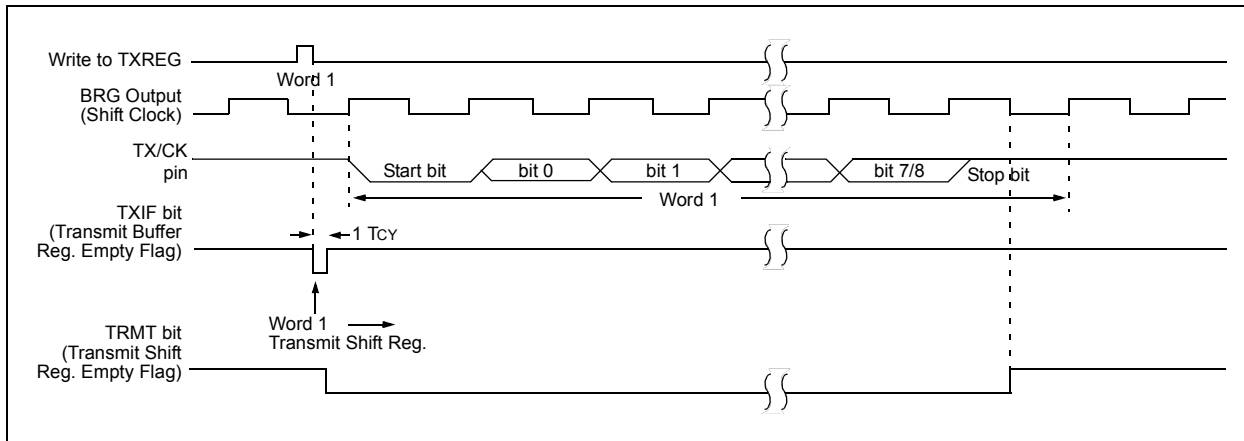 Write to TXREG
Word 1
BRG Output
(Shift Clock)
TX/CK
pin
Start bit
bit 0
bit 1
bit 7/8
Stop bit
Word 1
TXIF bit
(Transmit Buffer
Reg. Empty Flag)
1 TCY
Word 1
Transmit Shift Reg.
TRMT bit
(Transmit Shift
Reg. Empty Flag)